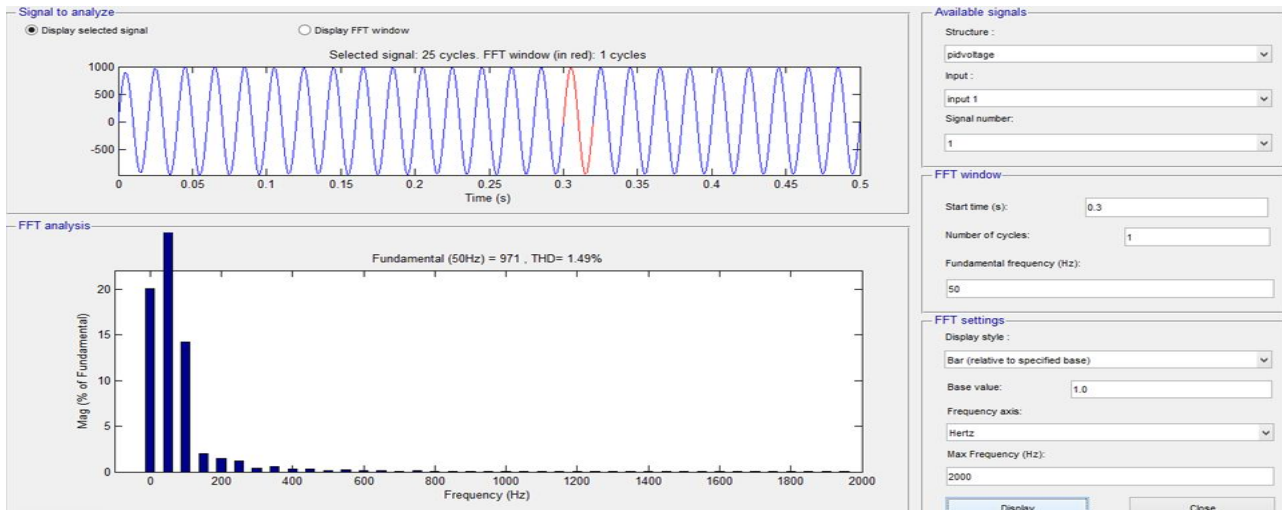 Signal to analyze
Display selected signal
Display FFT window
Selected signal: 25 cycles. FFT window (in red): 1 cycles
1000
500
0
-500
0 0.05 0.1 0.15 0.2 0.25 0.3 0.35 0.4 0.45 0.5
Time (s)
FFT analysis
Fundamental (50Hz) = 971 , THD= 1.49%
20
15
10
5
0
Mag (% of Fundamental)
0 200 400 600 800 1000 1200 1400 1600 1800 2000
Frequency (Hz)
Available signals
Structure :
pidvoltage
Input :
input 1
Signal number:
1
FFT window
Start time (s): 0.3
Number of cycles: 1
Fundamental frequency (Hz):
50
FFT settings
Display style :
Bar (relative to specified base)
Base value: 1.0
Frequency axis:
Hertz
Max Frequency (Hz):
2000
Display Close